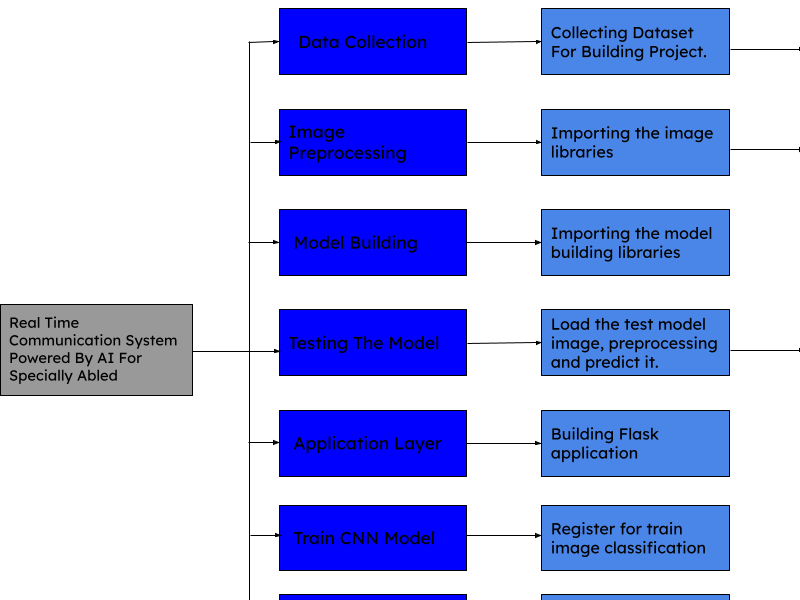 Data Collection
Collecting Dataset
For Building Project.
Image
Preprocessing
Importing the image
libraries
Model Building
Importing the model
building libraries
Real Time
Communication System
Powered By AI For
Specially Abled
Testing The Model
Load the test model
image, preprocessing
and predict it.
Application Layer
Building Flask
application
Train CNN Model
Register for train
image classification